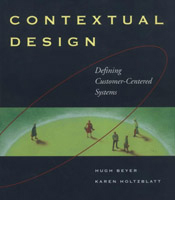 CONTEXTUAL
DESIGN
Defining
Customer-Centered
Systems
HUGH BEYER
KAREN HOLTZBLATT